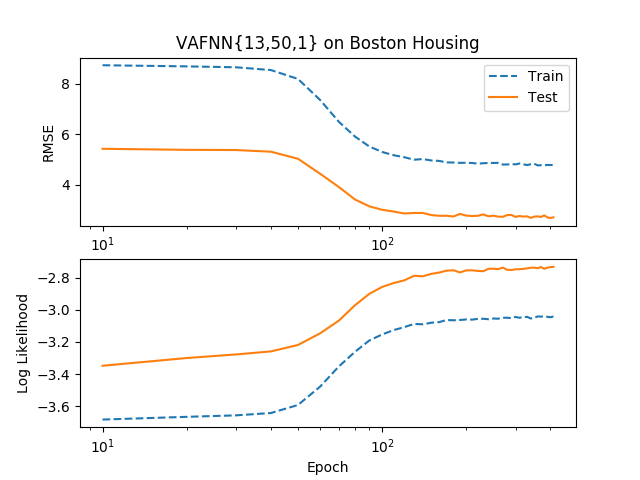 VAFNN{13,50,1} on Boston Housing
RMSE
8
6
4
Train
Test
10¹
10²
Log Likelihood
−2.8
−3.0
−3.2
−3.4
−3.6
10¹
10²
Epoch